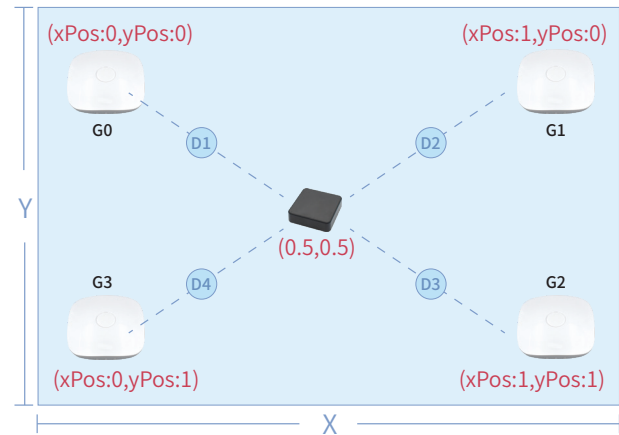 (xPos:0,yPos:0)
(xPos:1,yPos:0)
G0
G1
D1
D2
Y
(0.5,0.5)
G3
G2
D4
D3
(xPos:0,yPos:1)
(xPos:1,yPos:1)
X